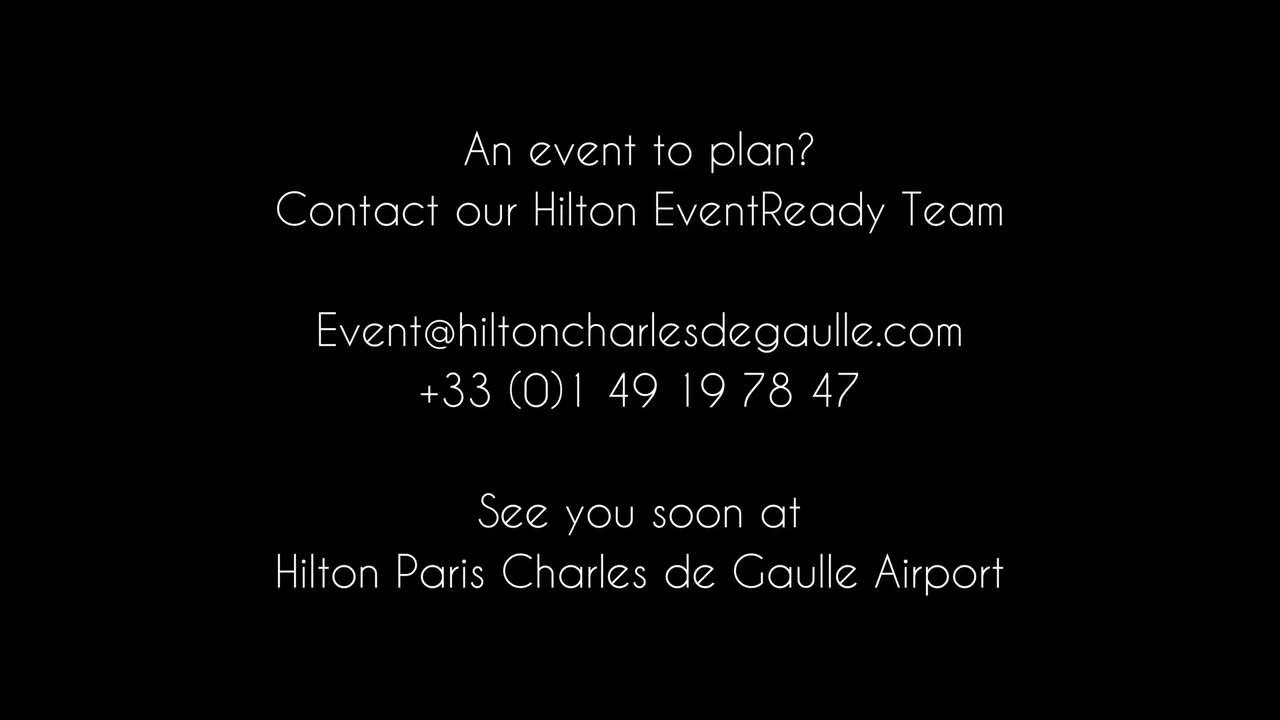 An event to plan?
Contact our Hilton EventReady Team
Event@hiltoncharlesdegaulle.com
+33 (0)1 49 19 78 47
See you soon at
Hilton Paris Charles de Gaulle Airport